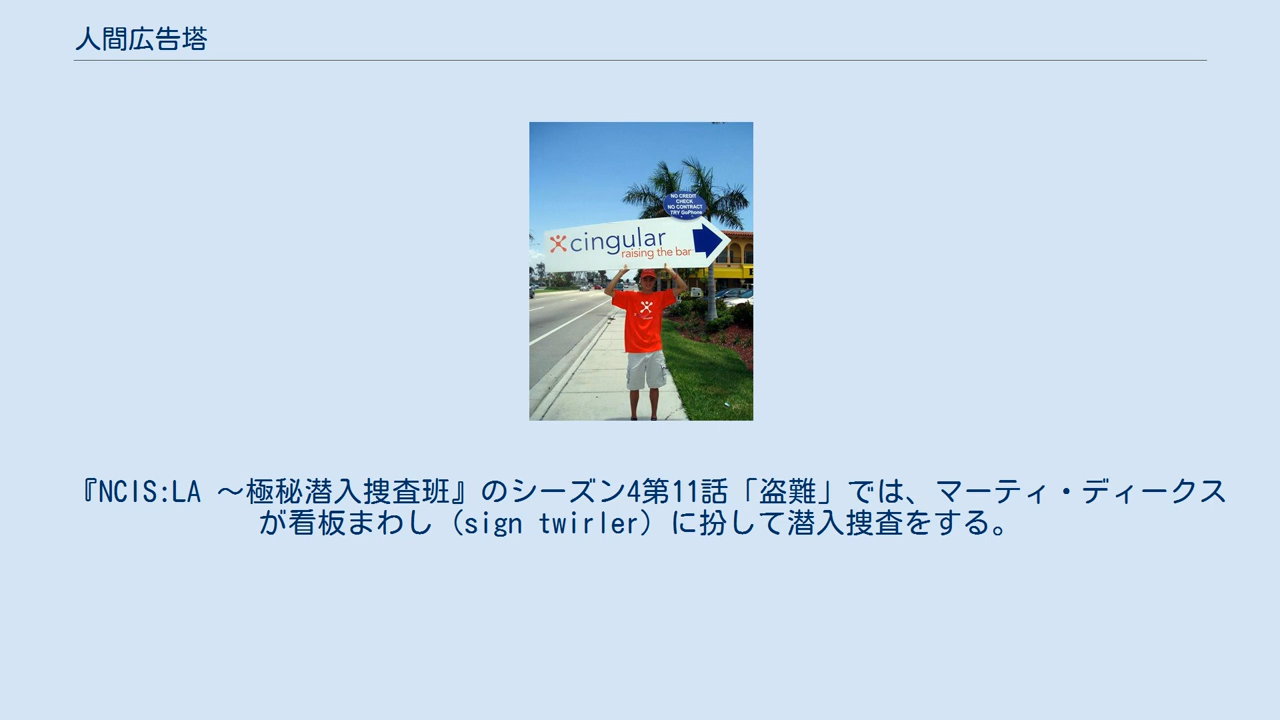 人間広告塔
NO CREDIT
CHECK
NO CONTRACT
TRY GoPhone
cingular
raising the bar
『NCIS:LA ～極秘潜入捜査班』のシーズン4第11話「盗難」では、マーティ・ディークス
が看板まわし（sign twirler）に扮して潜入捜査をする。